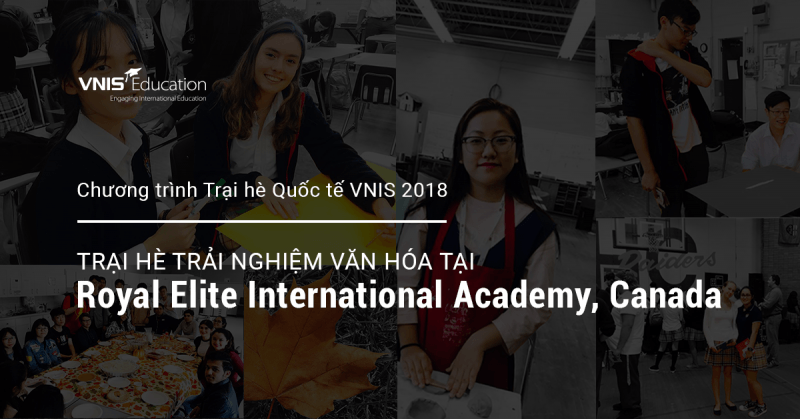 VNIS Education
Engaging International Education
Chương trình Trại hè Quốc tế VNIS 2018
TRẠI HÈ TRẢI NGHIỆM VĂN HÓA TẠI
Royal Elite International Academy, Canada
Raiders